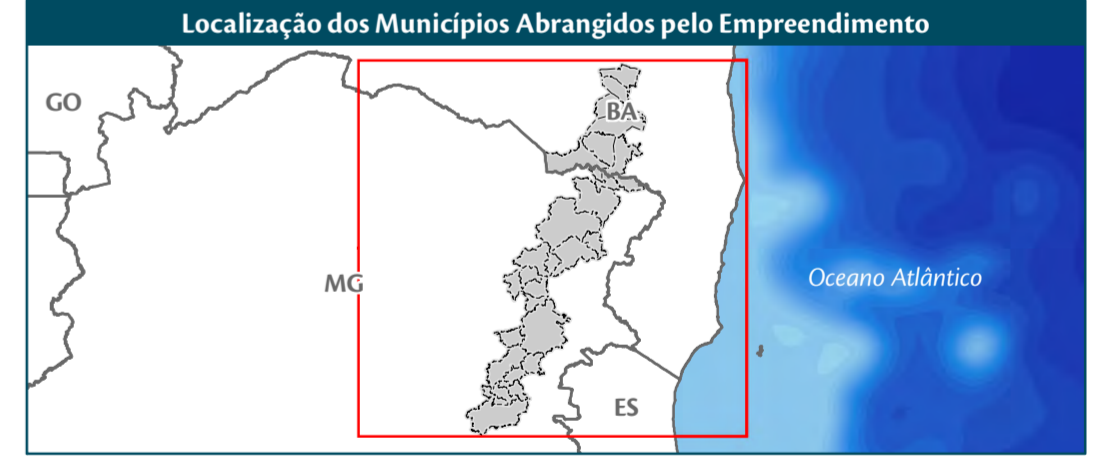 Localização dos Municípios Abrangidos pelo Empreendimento
GO
BA
MG
Oceano Atlântico
ES